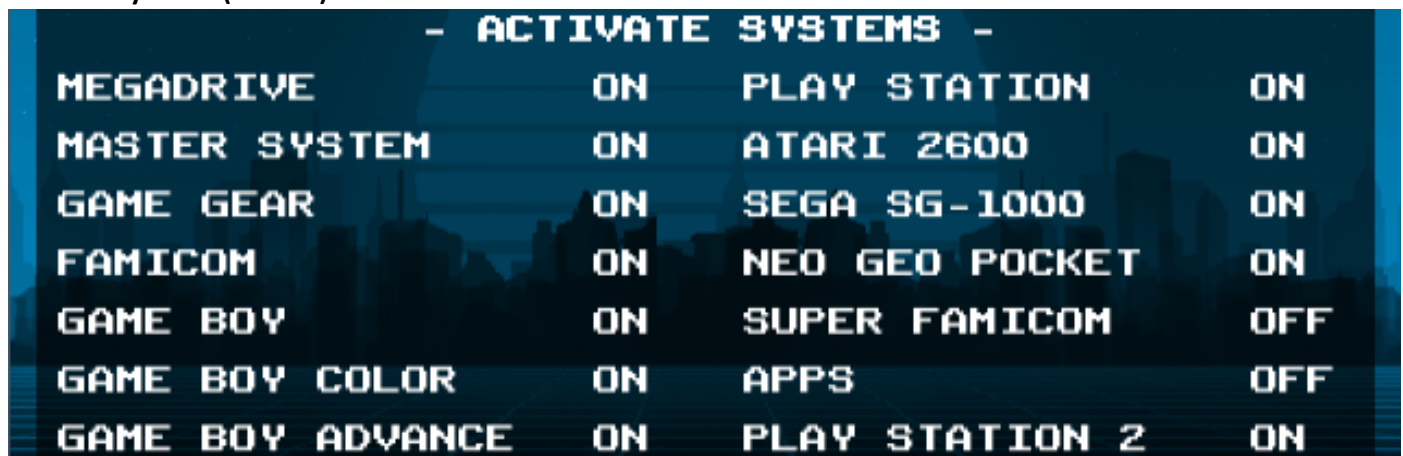 - ACTIVATE SYSTEMS -
MEGADRIVE ON PLAY STATION ON
MASTER SYSTEM ON ATARI 2600 ON
GAME GEAR ON SEGA SG-1000 ON
FAMICOM ON NEO GEO POCKET ON
GAME BOY ON SUPER FAMICOM OFF
GAME BOY COLOR ON APPS OFF
GAME BOY ADVANCE ON PLAY STATION 2 ON